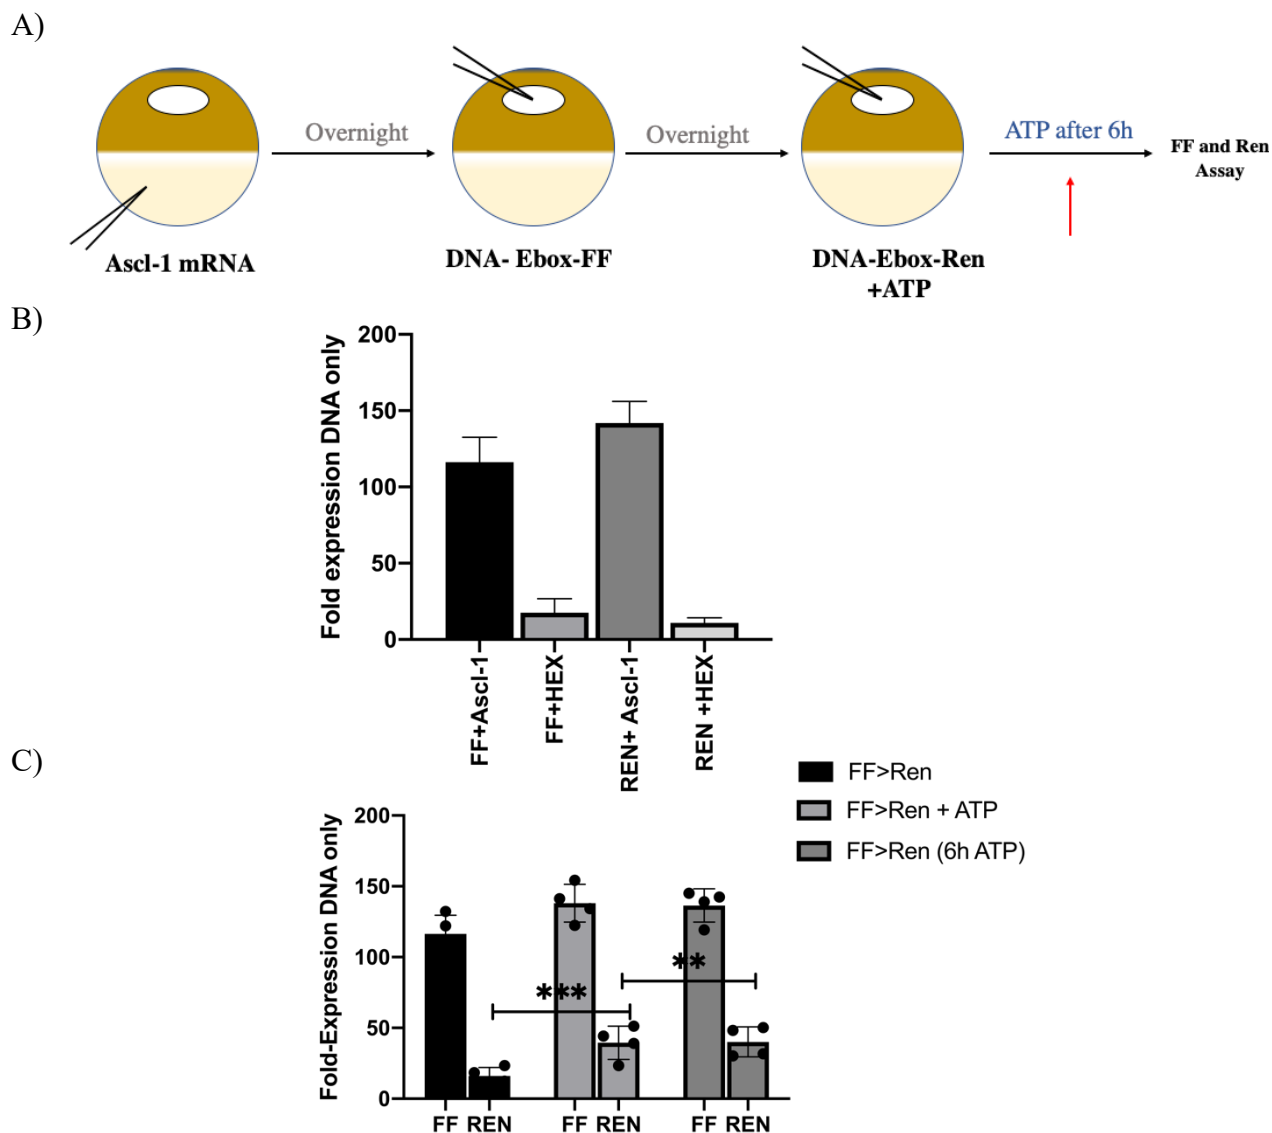 A)
Overnight
Overnight
ATP after 6h
FF and Ren
Assay
Ascl-1 mRNA
DNA- Ebox-FF
DNA-Ebox-Ren
+ATP
B)
Fold expression DNA only
200
150
100
50
0
FF+Ascl-1
FF+HEX
REN+ Ascl-1
REN +HEX
C)
FF>Ren
FF>Ren + ATP
FF>Ren (6h ATP)
Fold-Expression DNA only
200
150
100
50
0
**
***
FF REN
FF REN
FF REN